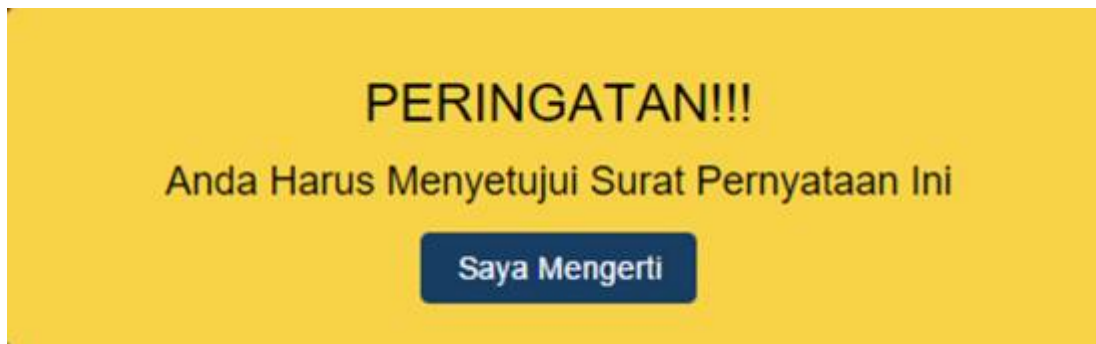 PERINGATAN!!!
Anda Harus Menyetujui Surat Pernyataan Ini
Saya Mengerti